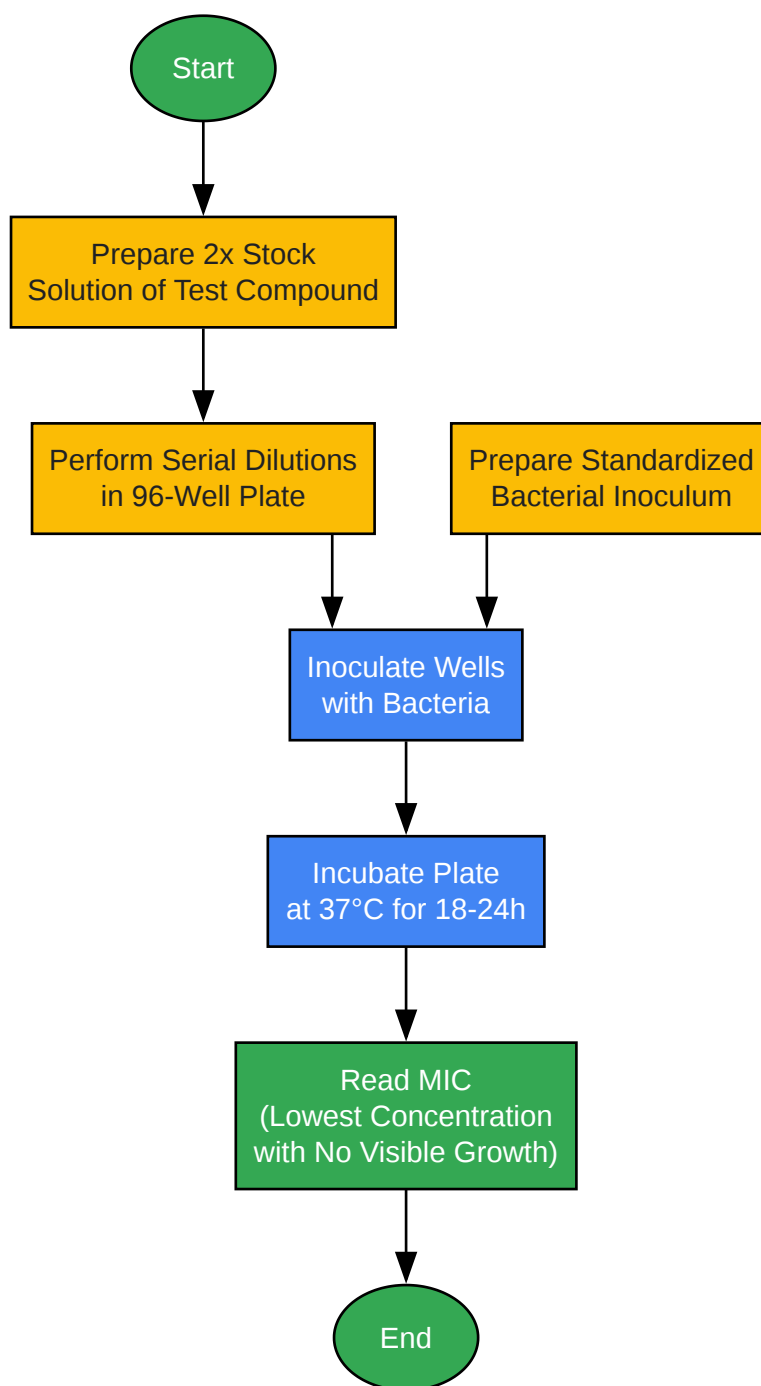 Start
Prepare 2x Stock
Solution of Test Compound
Perform Serial Dilutions
in 96-Well Plate
Prepare Standardized
Bacterial Inoculum
Inoculate Wells
with Bacteria
Incubate Plate
at 37°C for 18-24h
Read MIC
(Lowest Concentration
with No Visible Growth)
End